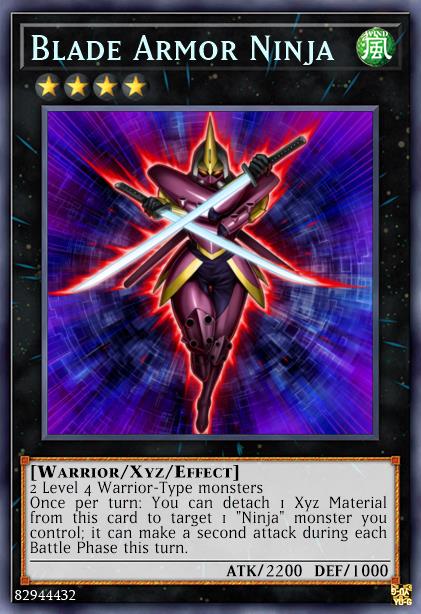 Blade Armor Ninja
WIND
風
[Warrior/Xyz/Effect]
2 Level 4 Warrior-Type monsters
Once per turn: You can detach 1 Xyz Material
from this card to target 1 "Ninja" monster you
control; it can make a second attack during each
Battle Phase this turn.
ATK/2200 DEF/1000
82944432